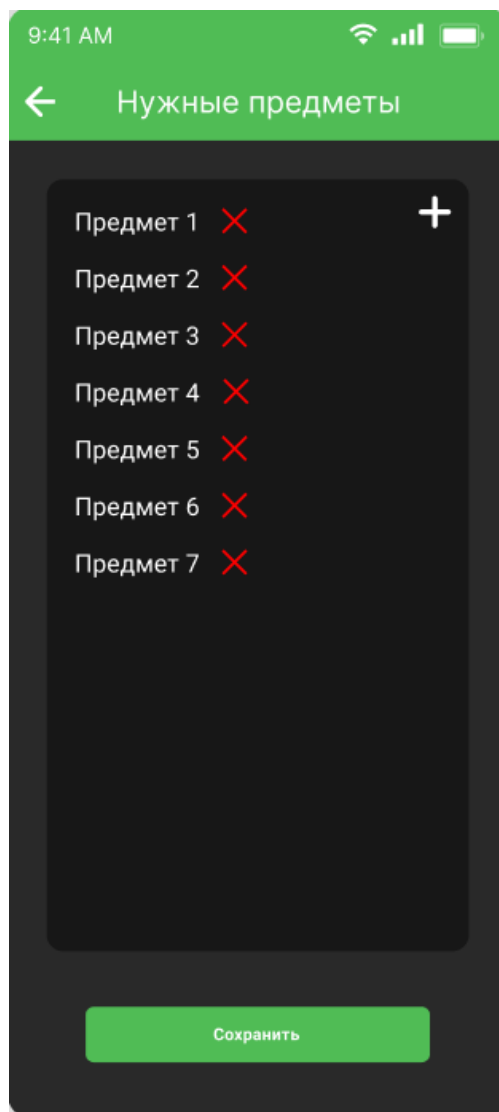 9:41 AM
Нужные предметы
Предмет 1
Предмет 2
Предмет 3
Предмет 4
Предмет 5
Предмет 6
Предмет 7
Сохранить